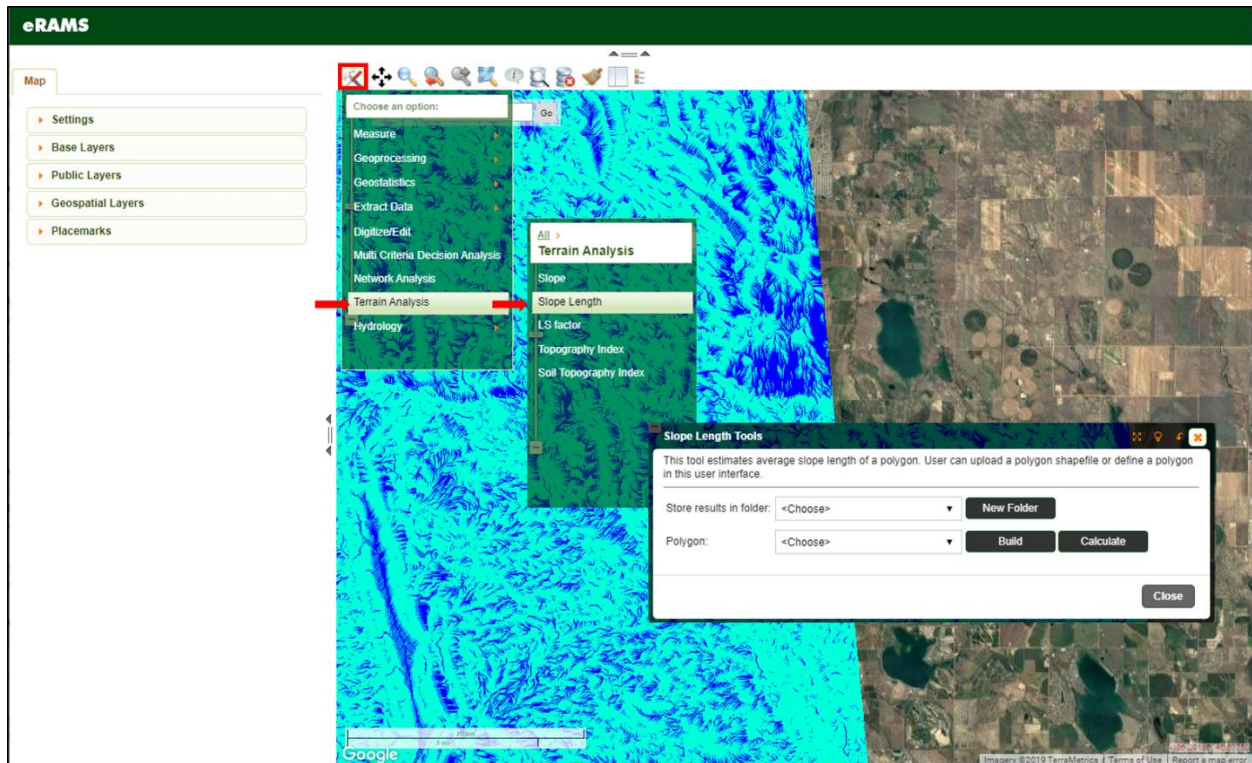 eRAMS
Map
Settings
Base Layers
Public Layers
Geospatial Layers
Placemarks
Choose an option:
Go
Measure
Geoprocessing
Geostatistics
Extract Data
Digitize/Edit
Multi Criteria Decision Analysis
Network Analysis
Terrain Analysis
Hydrology
All >
Terrain Analysis
Slope
Slope Length
LS factor
Topography Index
Soil Topography Index
Slope Length Tools
This tool estimates average slope length of a polygon. User can upload a polygon shapefile or define a polygon
in this user interface.
Store results in folder: <Choose> New Folder
Polygon: <Choose> Build Calculate
Close
10 km
5 mi
Google
Imagery ©2019 TerraMetrics | Terms of Use | Report a map error